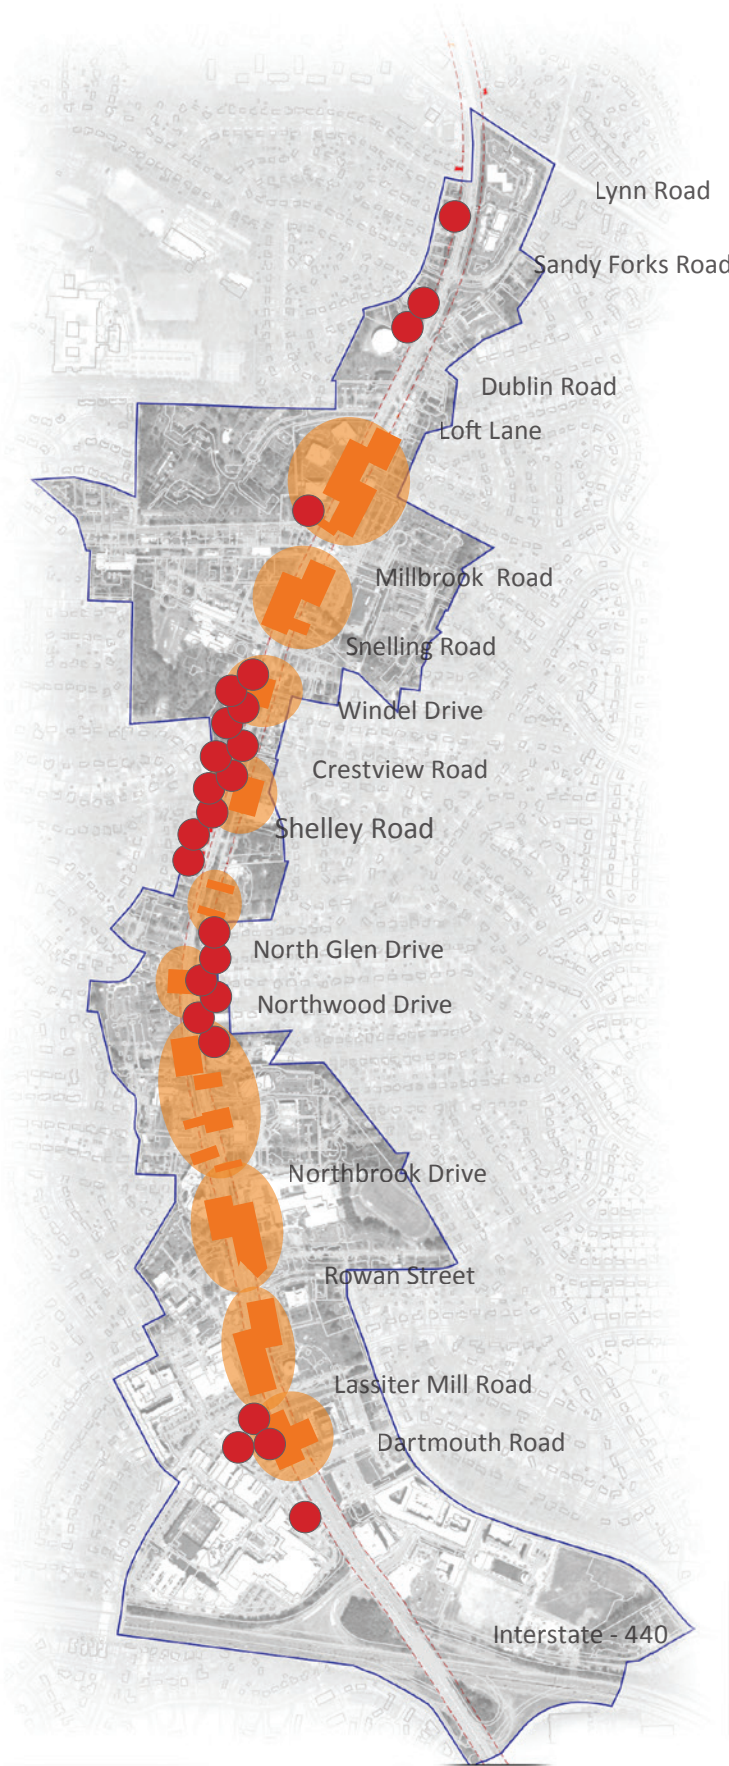 Lynn Road
Sandy Forks Road
Dublin Road
Loft Lane
Millbrook Road
Snelling Road
Windel Drive
Crestview Road
Shelley Road
North Glen Drive
Northwood Drive
Northbrook Drive
Rowan Street
Lassiter Mill Road
Dartmouth Road
Interstate - 440